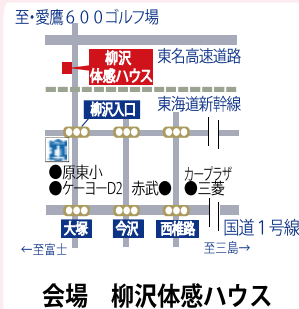 至・愛鷹600ゴルフ場
東名高速道路
柳沢
体感ハウス
東海道新幹線
柳沢入口
原東小
ケーヨーD2
赤武
カープラザ
三菱
大塚
今沢
西椎路
国道1号線
←至富士
至三島→
会場 柳沢体感ハウス